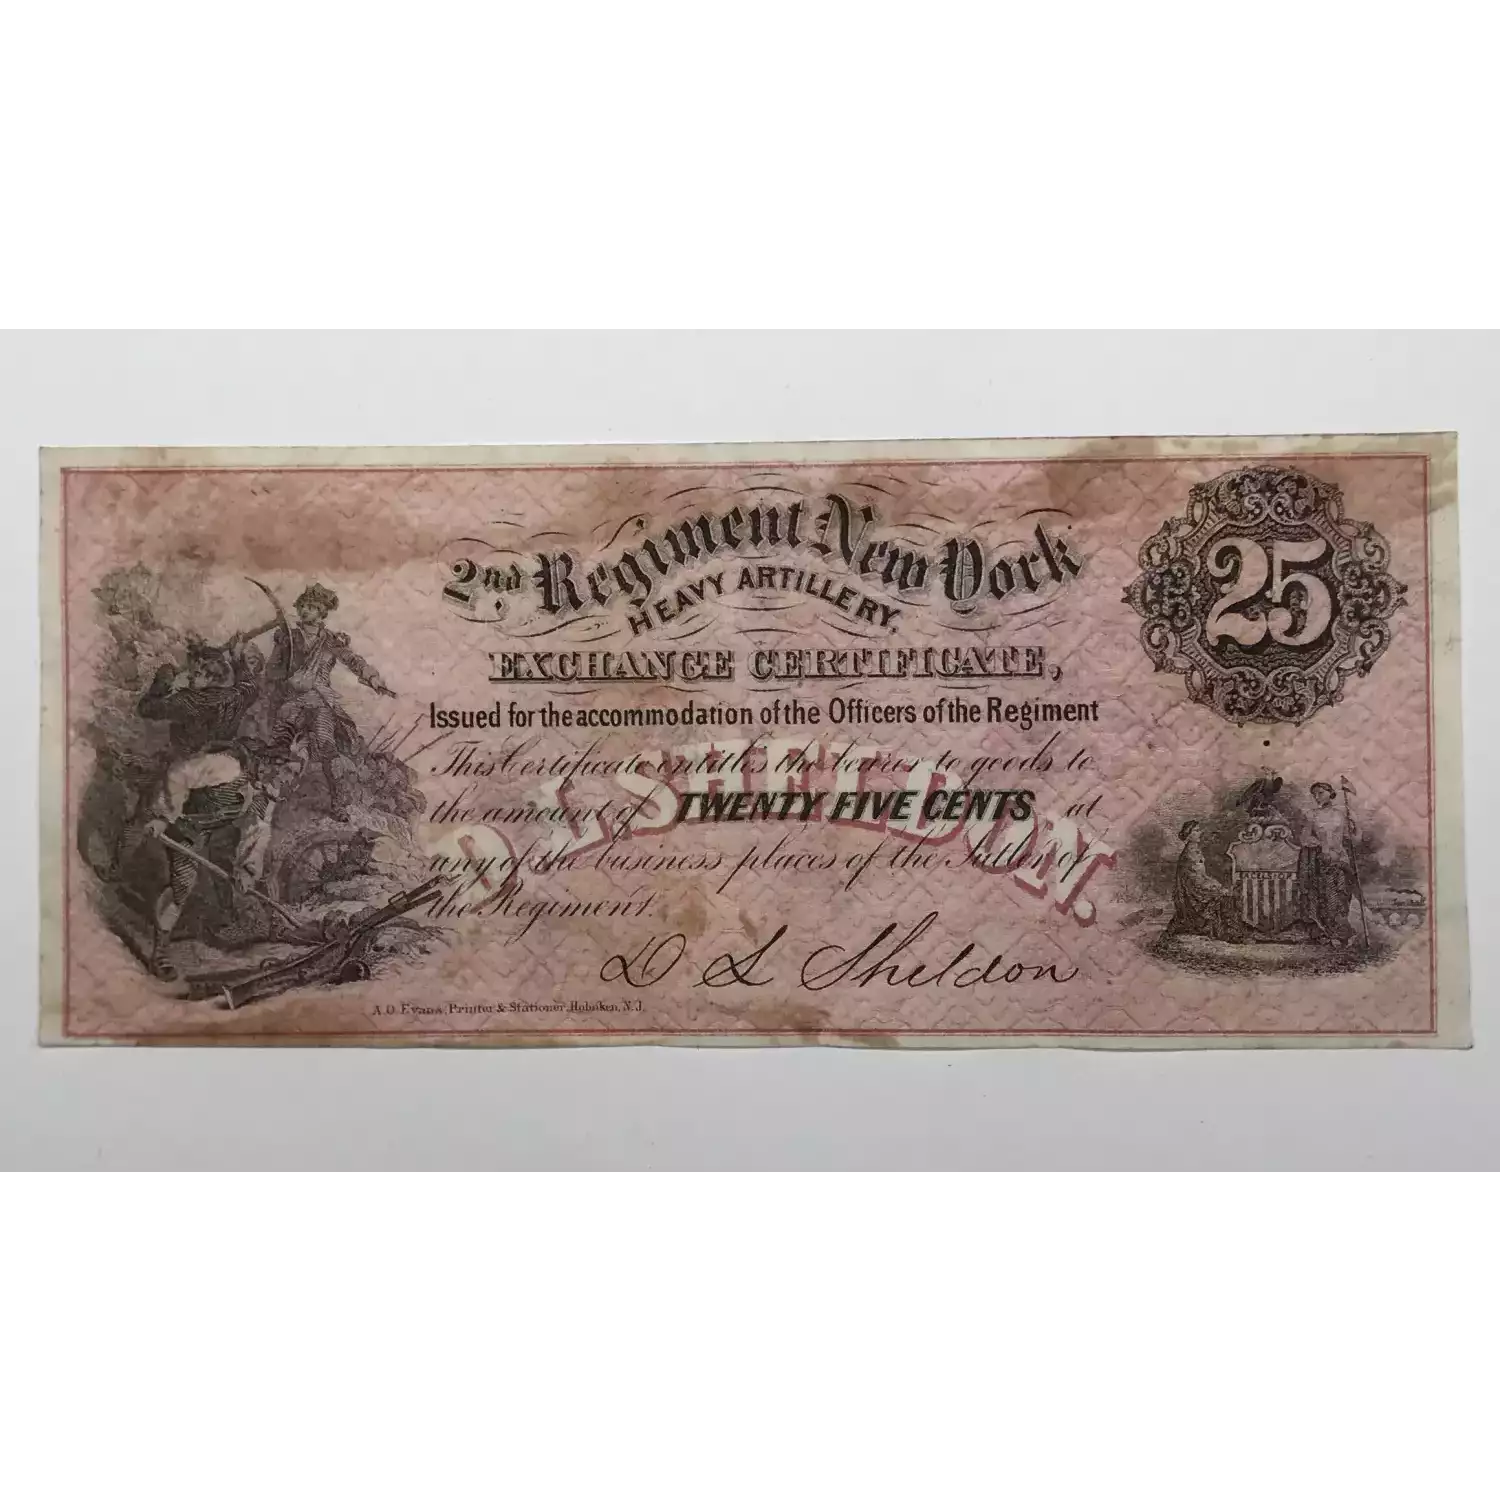 2nd Regiment New York
HEAVY ARTILLERY.
25
EXCHANGE CERTIFICATE,
Issued for the accommodation of the Officers of the Regiment
This Certificate entitles the bearer to goods to
the amount of TWENTY FIVE CENTS at
any of the business places of the Sutler of
the Regiment.
D. L. SHELDON.
EXCELSIOR
D L Sheldon
A.O. Evans, Printer & Stationer, Hoboken, N.J.